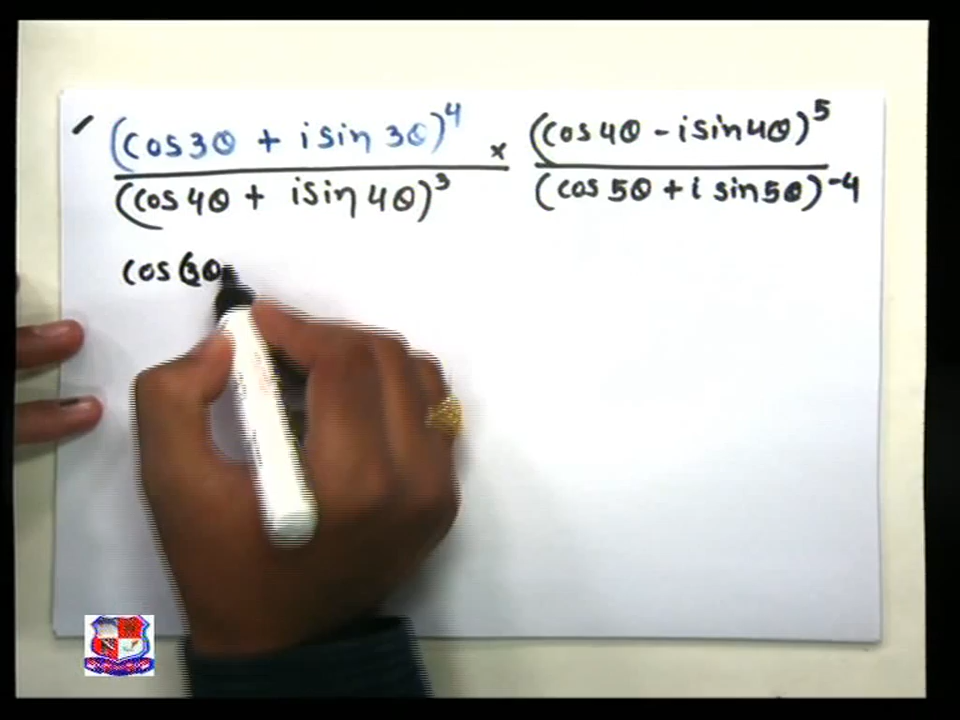 (cos3θ + i sin 3θ)^4 × (cos 4θ - i sin 4θ)^5
(cos 4θ + i sin 4θ)^3 (cos 5θ + i sin 5θ)^-4
cos(3θ